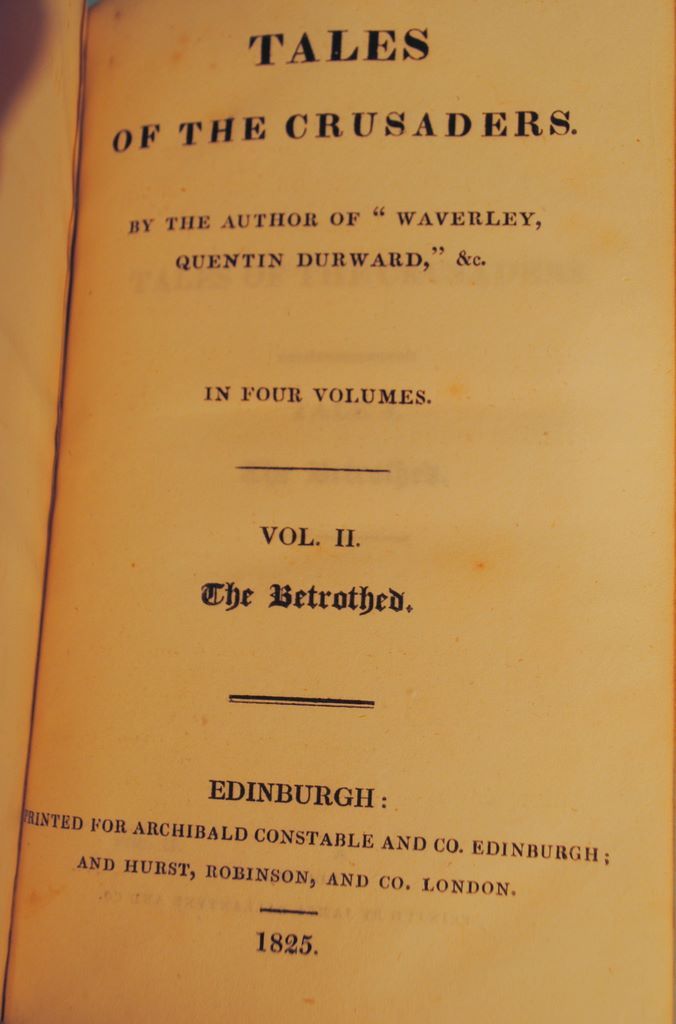 TALES
OF THE CRUSADERS.
BY THE AUTHOR OF “ WAVERLEY,
QUENTIN DURWARD,” &c.
IN FOUR VOLUMES.
VOL. II.
The Betrothed.
EDINBURGH:
PRINTED FOR ARCHIBALD CONSTABLE AND CO. EDINBURGH;
AND HURST, ROBINSON, AND CO. LONDON.
1825.